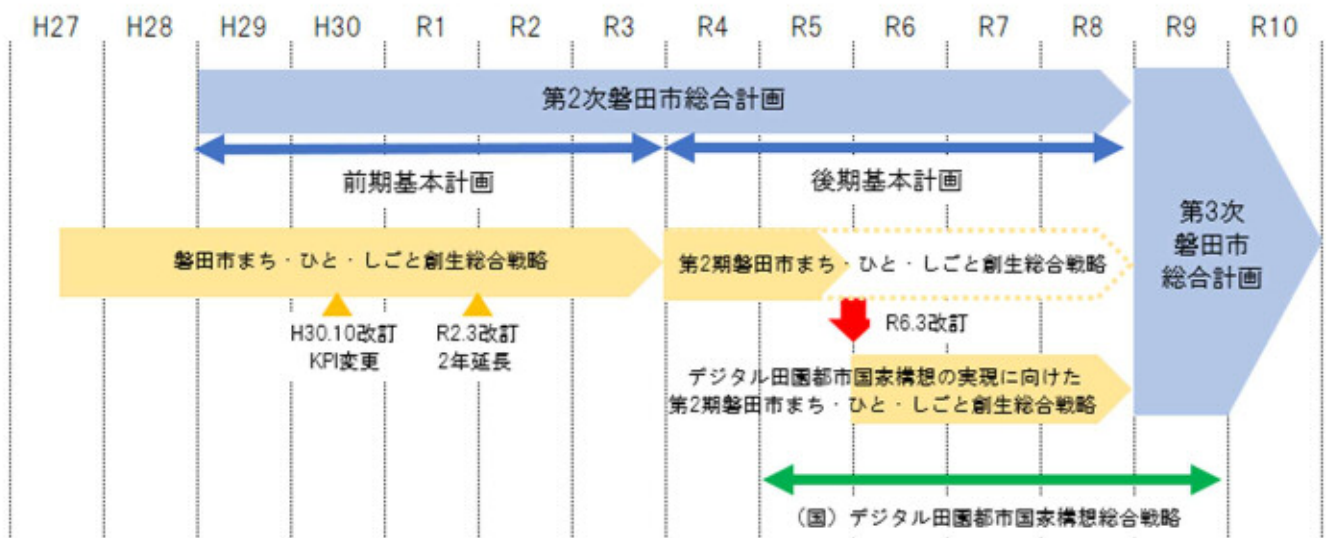 H27 H28 H29 H30 R1 R2 R3 R4 R5 R6 R7 R8 R9 R10
第2次磐田市総合計画
前期基本計画
後期基本計画
磐田市まち・ひと・しごと創生総合戦略
第2期磐田市まち・ひと・しごと創生総合戦略
H30.10改訂
KPI変更
R2.3改訂
2年延長
R6.3改訂
デジタル田園都市国家構想の実現に向けた
第2期磐田市まち・ひと・しごと創生総合戦略
第3次
磐田市
総合計画
（国）デジタル田園都市国家構想総合戦略